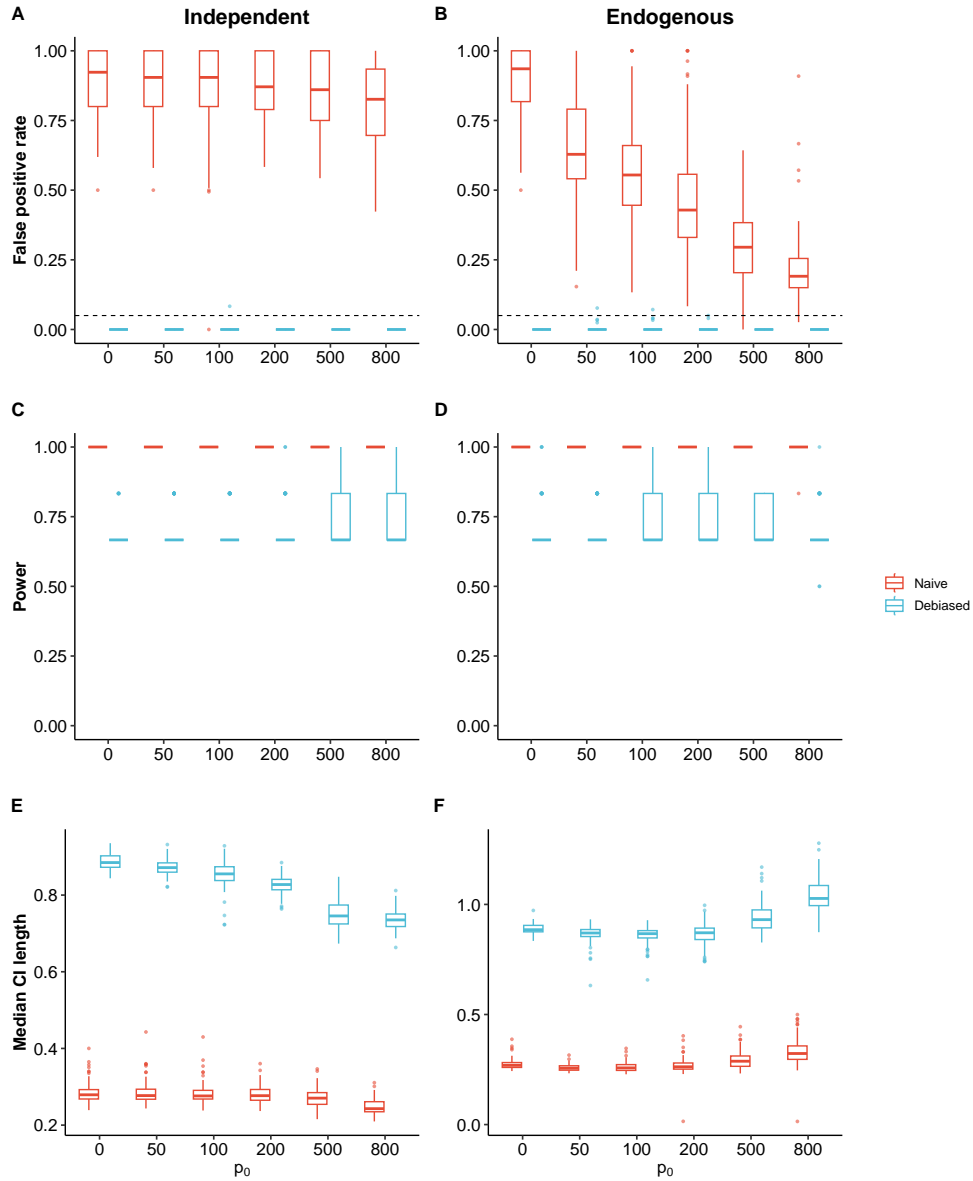 A Independent
B Endogenous
False positive rate
1.00
0.75
0.50
0.25
0.00
0 50 100 200 500 800
1.00
0.75
0.50
0.25
0.00
0 50 100 200 500 800
C
D
Power
1.00
0.75
0.50
0.25
0.00
0 50 100 200 500 800
1.00
0.75
0.50
0.25
0.00
0 50 100 200 500 800
Naive
Debiased
E
F
Median CI length
0.8
0.6
0.4
0.2
0 50 100 200 500 800
p₀
1.0
0.5
0.0
0 50 100 200 500 800
p₀